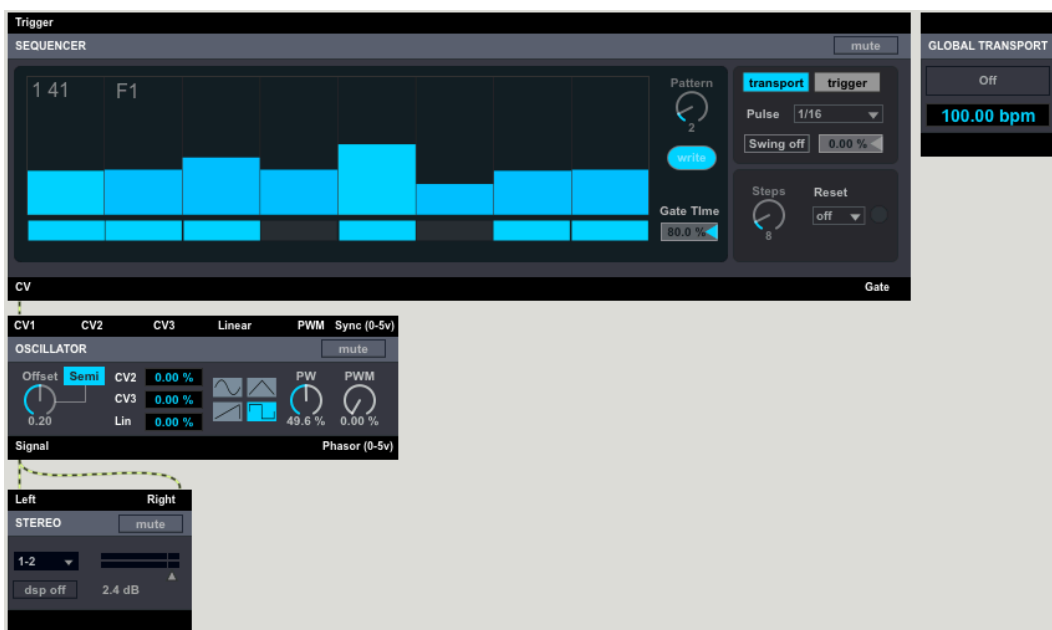 Trigger
SEQUENCER mute
1 41 F1
Pattern
2
write
Gate TIme
80.0 %
transport trigger
Pulse 1/16
Swing off 0.00 %
Steps Reset
8 off
CV Gate
GLOBAL TRANSPORT
Off
100.00 bpm
CV1 CV2 CV3 Linear PWM Sync (0-5v)
OSCILLATOR mute
Offset Semi CV2 0.00 % PW PWM
CV3 0.00 %
0.20 Lin 0.00 % 49.6 % 0.00 %
Signal Phasor (0-5v)
Left Right
STEREO mute
1-2
dsp off 2.4 dB